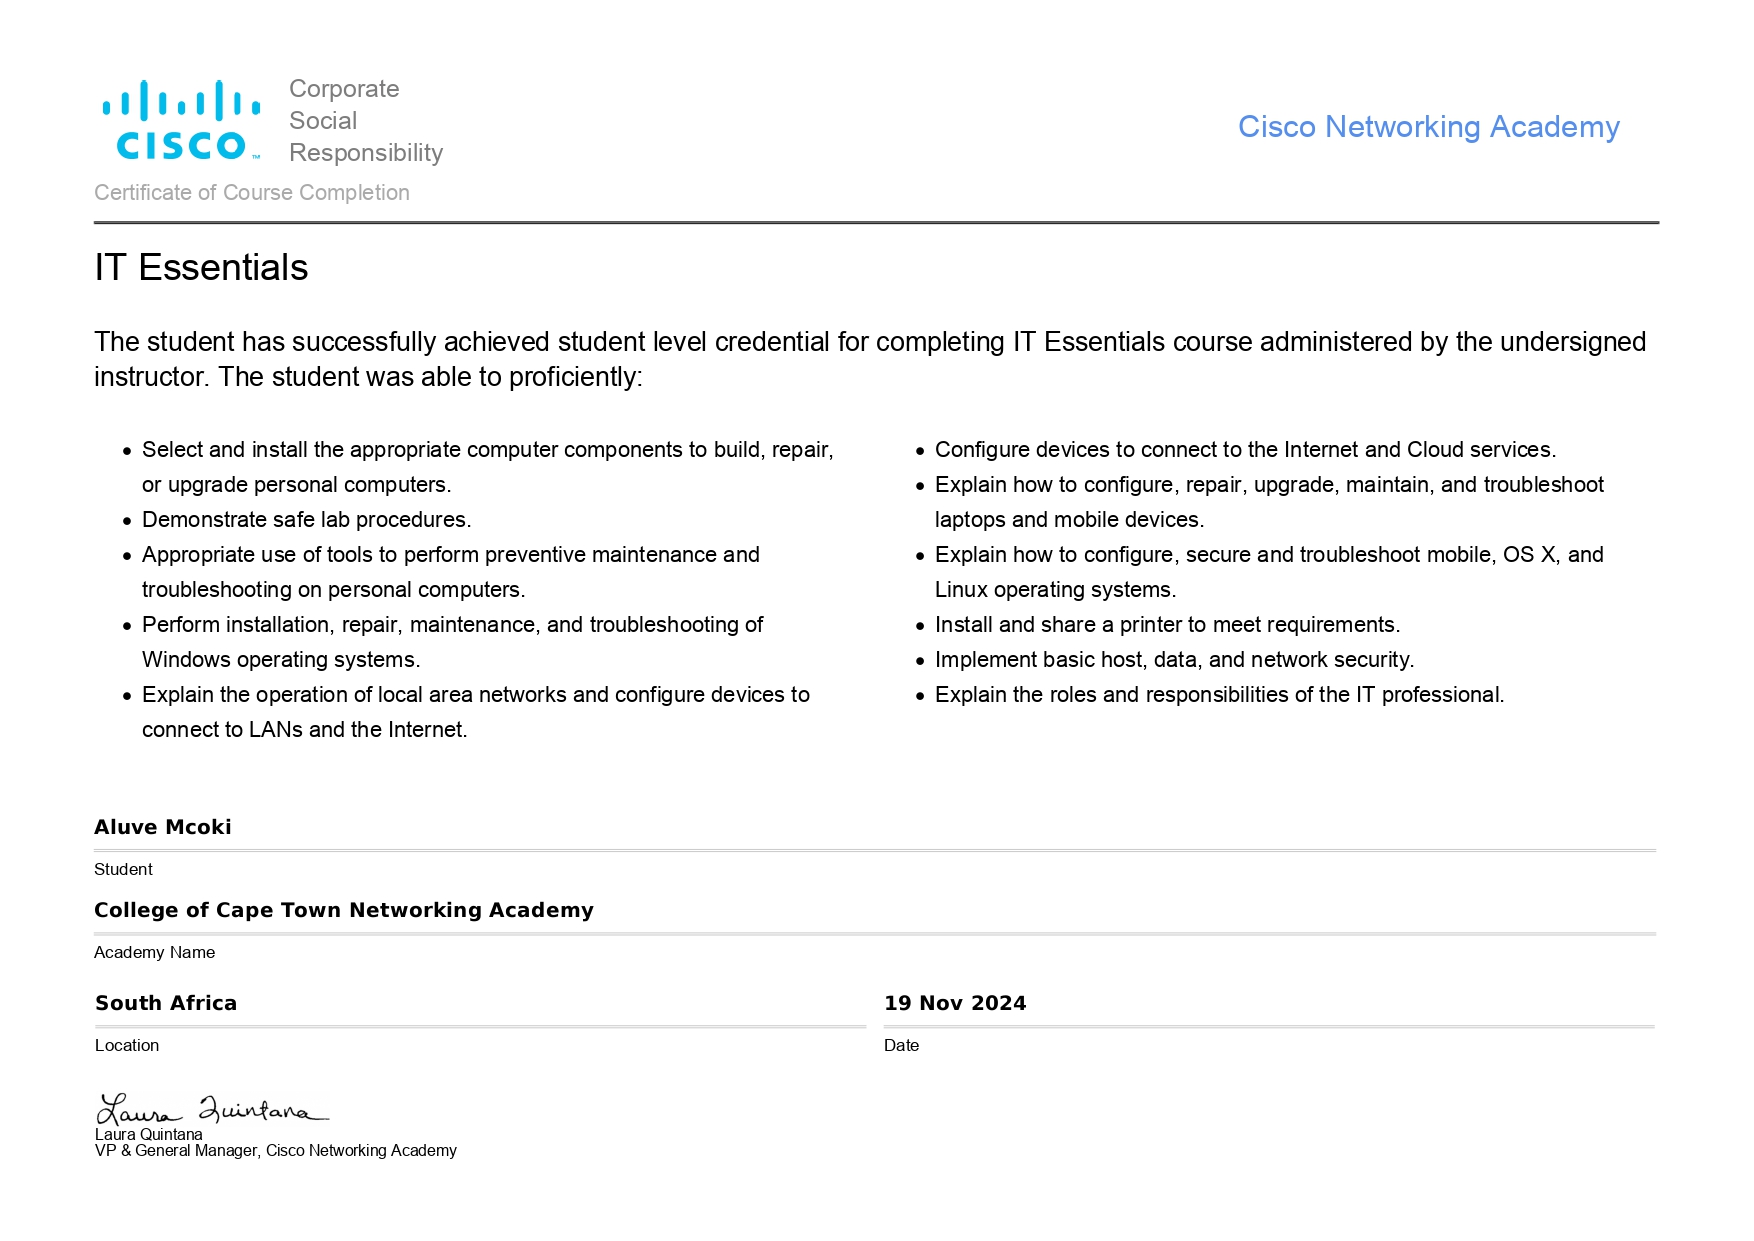 CISCO™
Corporate
Social
Responsibility
Cisco Networking Academy
Certificate of Course Completion
IT Essentials
The student has successfully achieved student level credential for completing IT Essentials course administered by the undersigned
instructor. The student was able to proficiently:
• Select and install the appropriate computer components to build, repair,
or upgrade personal computers.
• Demonstrate safe lab procedures.
• Appropriate use of tools to perform preventive maintenance and
troubleshooting on personal computers.
• Perform installation, repair, maintenance, and troubleshooting of
Windows operating systems.
• Explain the operation of local area networks and configure devices to
connect to LANs and the Internet.
• Configure devices to connect to the Internet and Cloud services.
• Explain how to configure, repair, upgrade, maintain, and troubleshoot
laptops and mobile devices.
• Explain how to configure, secure and troubleshoot mobile, OS X, and
Linux operating systems.
• Install and share a printer to meet requirements.
• Implement basic host, data, and network security.
• Explain the roles and responsibilities of the IT professional.
Aluve Mcoki
Student
College of Cape Town Networking Academy
Academy Name
South Africa
Location
19 Nov 2024
Date
Laura Quintana
Laura Quintana
VP & General Manager, Cisco Networking Academy